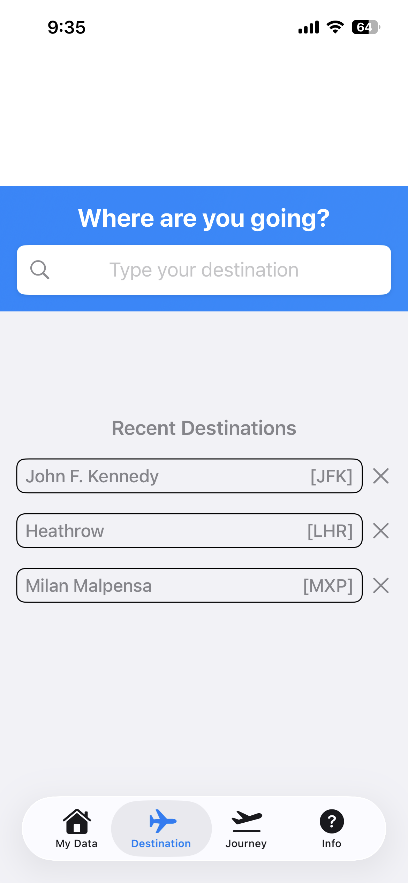 9:35
64
Where are you going?
Type your destination
Recent Destinations
John F. Kennedy [JFK]
Heathrow [LHR]
Milan Malpensa [MXP]
My Data Destination Journey Info